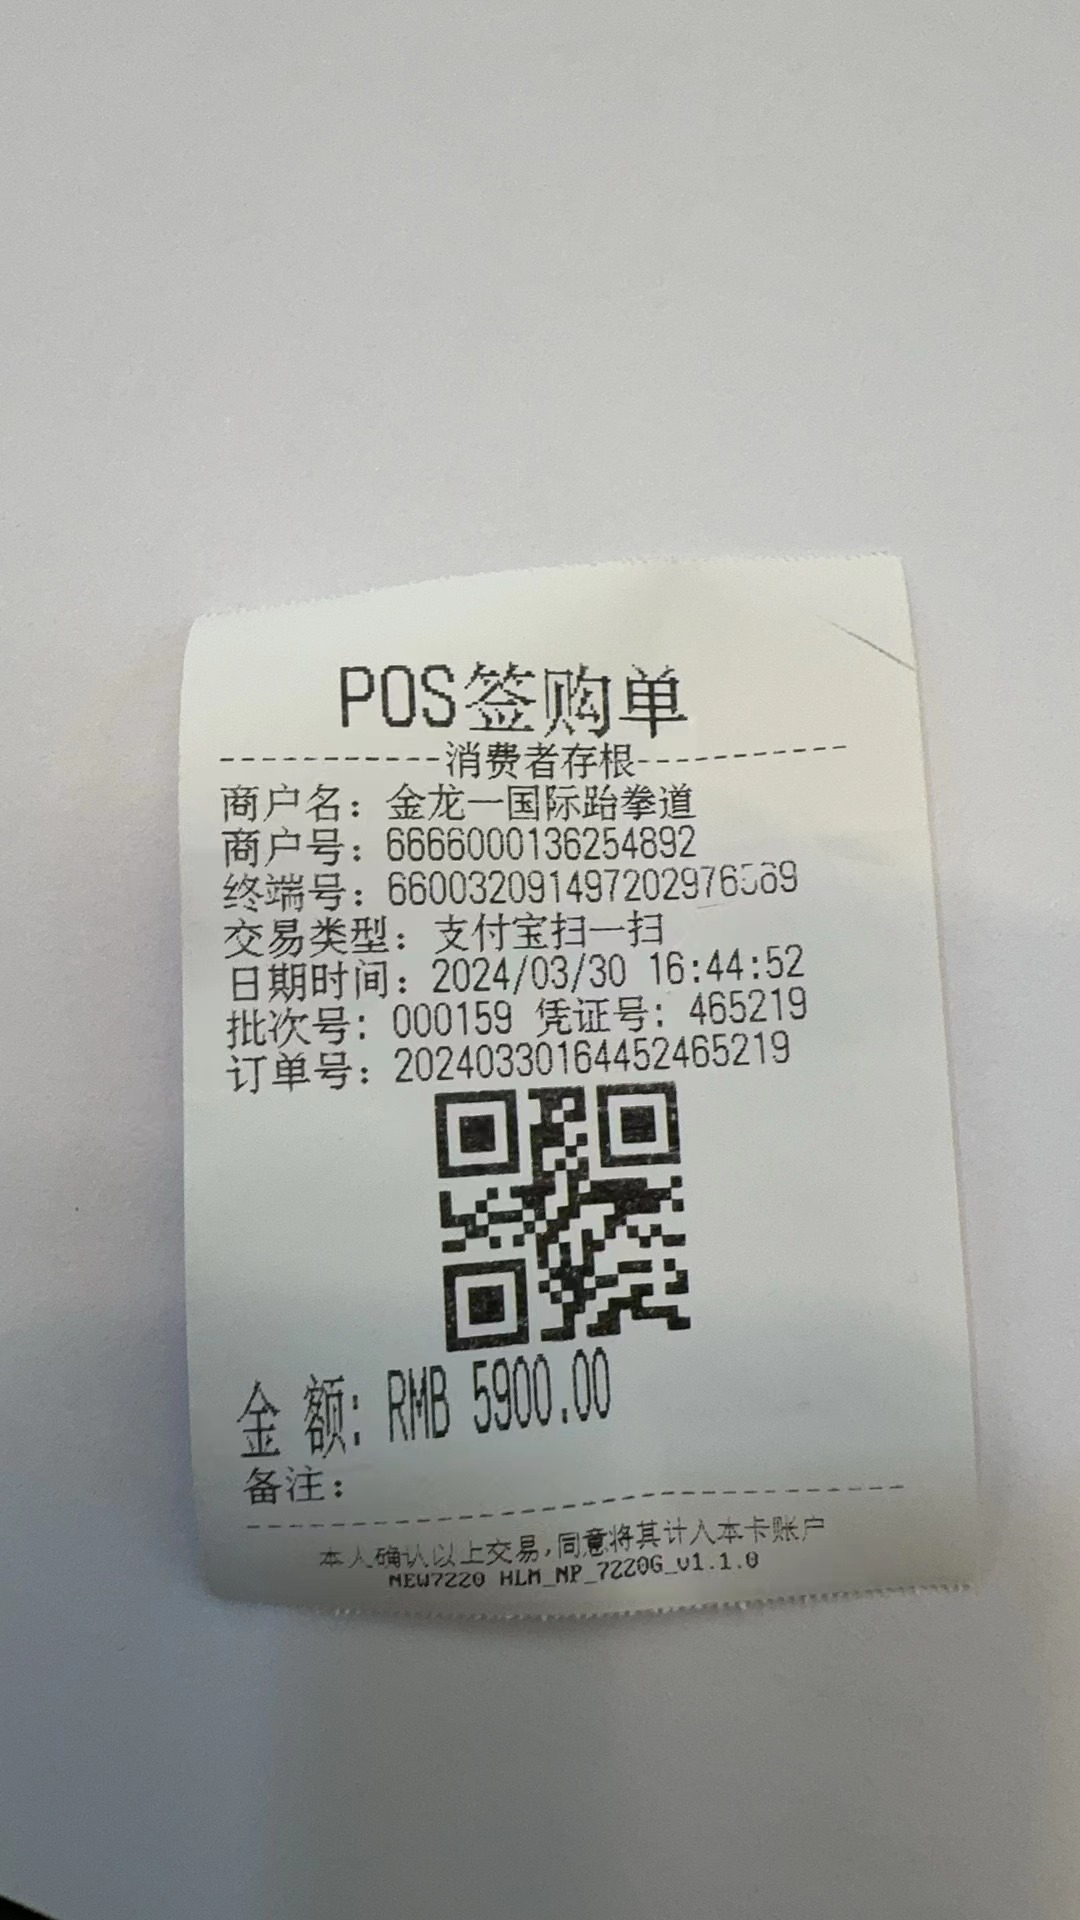 POS签购单
----------消费者存根----------
商户名：金龙一国际跆拳道
商户号：6666000136254892
终端号：
交易类型：支付宝扫一扫
日期时间：2024/03/30 16:44:52
批次号：000159 凭证号：465219
订单号：20240330164452465219
金 额：RMB 5900.00
备注：
本人确认以上交易,同意将其计入本卡账户
NEW7220 HLM_NP_7220G_v1.1.0